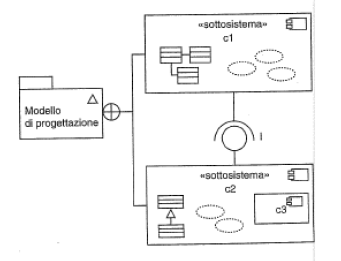 «sottosistema»
c1
Modello
di progettazione
I
«sottosistema»
c2
c3